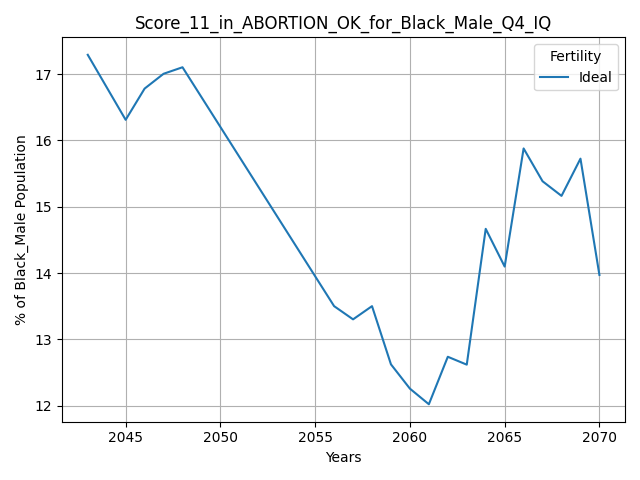 Score_11_in_ABORTION_OK_for_Black_Male_Q4_IQ
% of Black_Male Population
17
16
15
14
13
12
Fertility
Ideal
2045 2050 2055 2060 2065 2070
Years